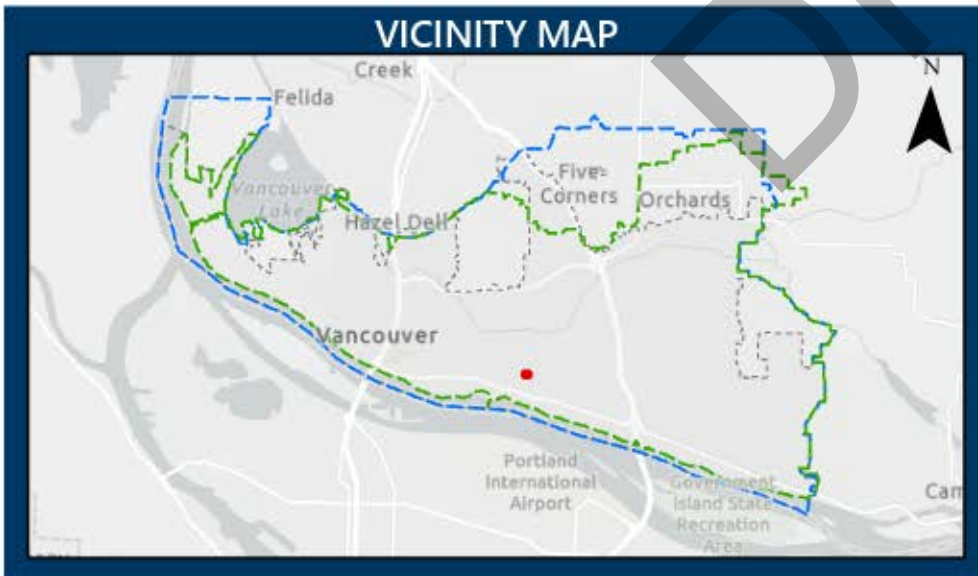 VICINITY MAP
Creek
N
Felida
Vancouver
Lake
Five
Corners
Orchards
Hazel Dell
Vancouver
Portland
International
Airport
Government
Island State
Recreation
Area
Cam